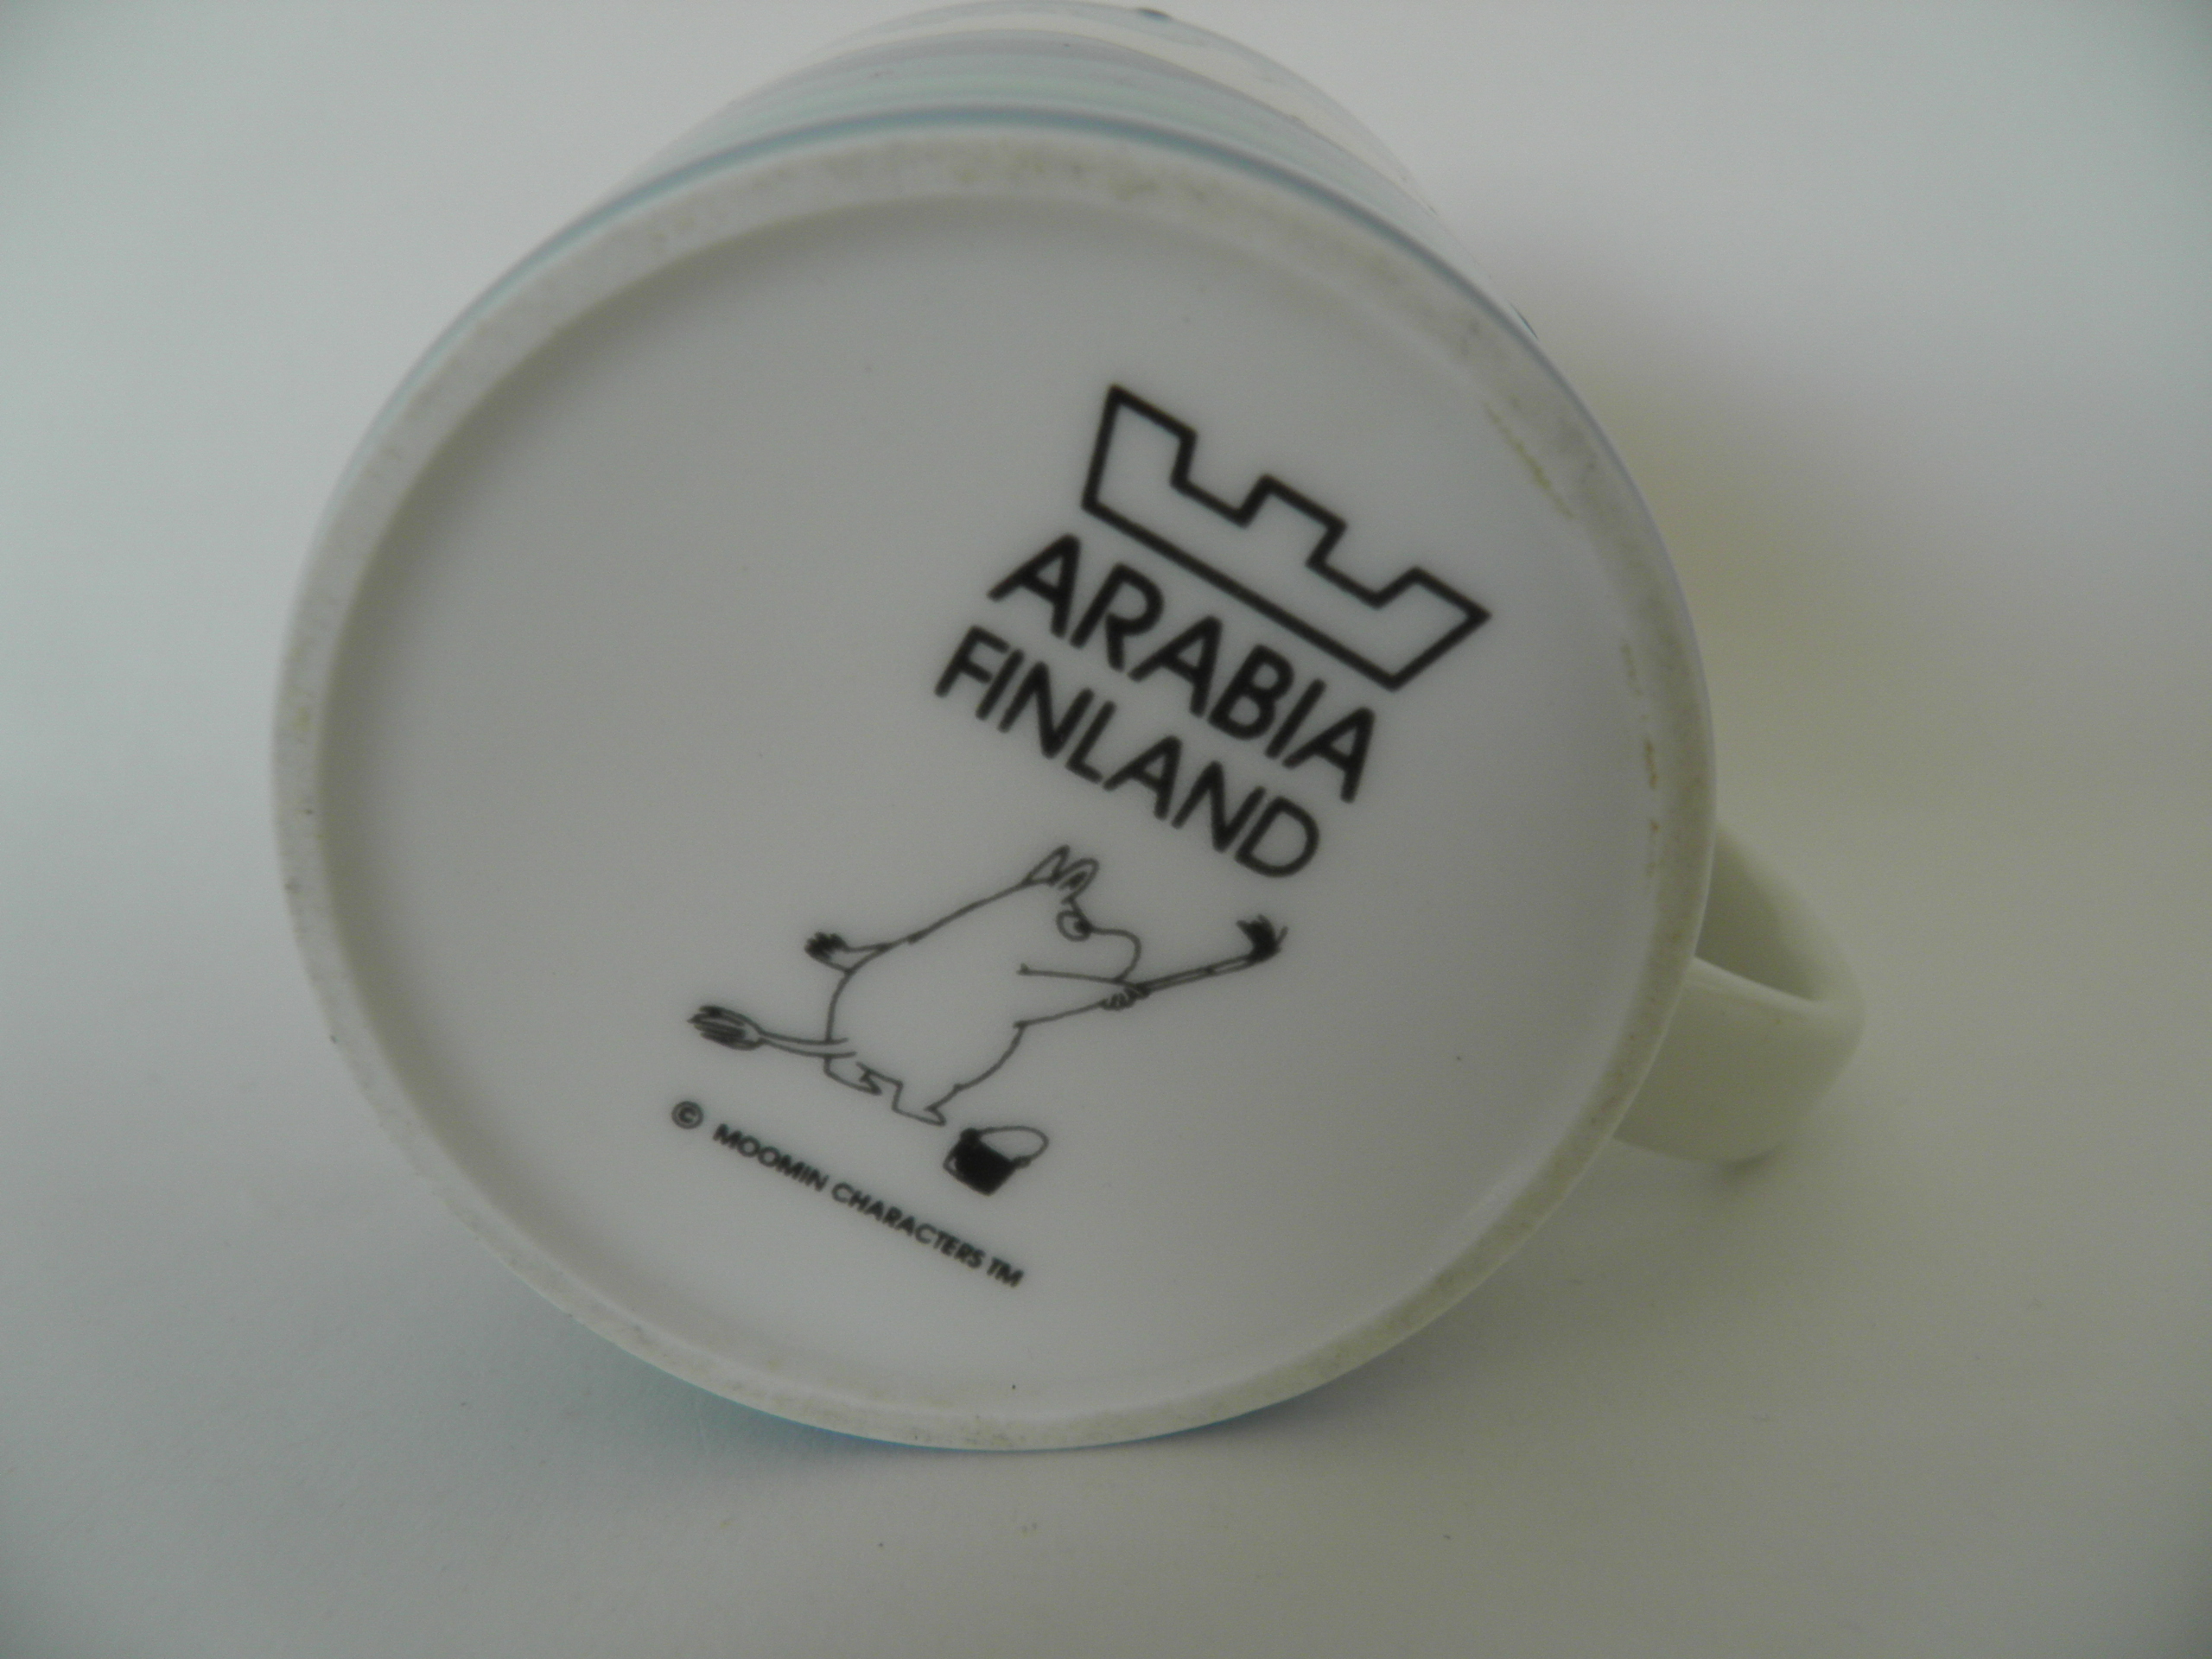 ARABIA
FINLAND
© MOOMIN CHARACTERS TM